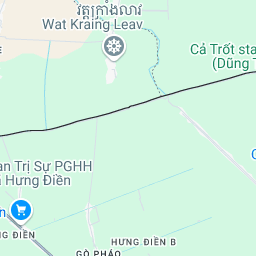 វត្តក្រាំងលាវ
Wat Kraing Leav
Cá Trốt sta
(Dũng T
an Trị Sự PGHH
Hưng Điền
NG ĐIỀN
HƯNG ĐIỀN B
GÒ PHÁO